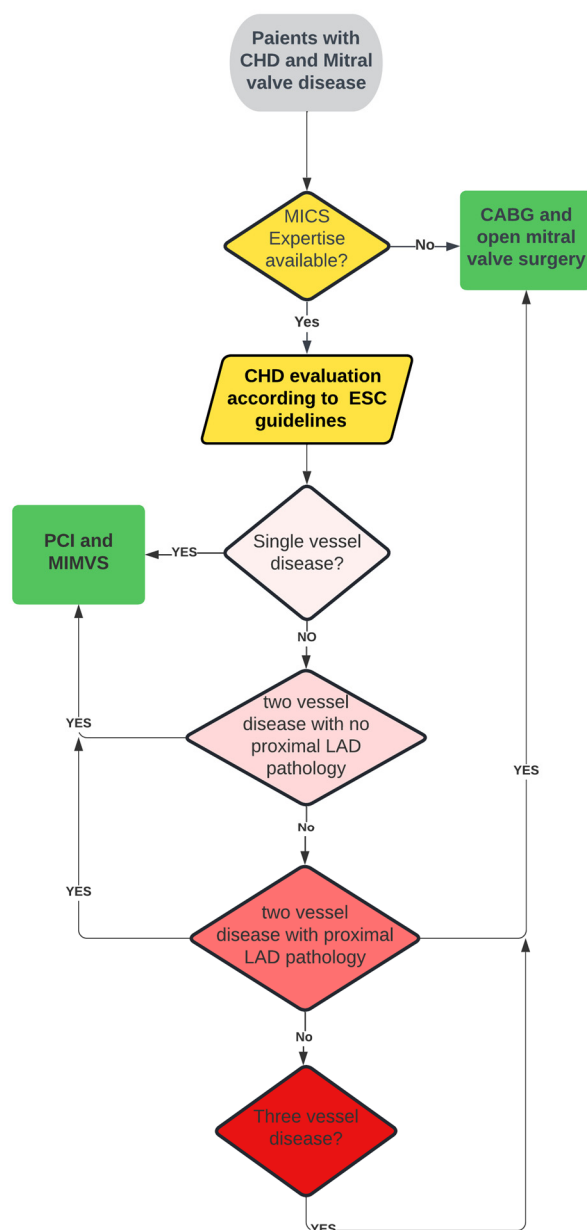 Paients with
CHD and Mitral
valve disease
MICS
Expertise
available?
No
CABG and
open mitral
valve surgery
Yes
CHD evaluation
according to ESC
guidelines
PCI and
MIMVS
YES
Single vessel
disease?
NO
two vessel
disease with no
proximal LAD
pathology
YES
YES
No
two vessel
disease with proximal
LAD pathology
YES
No
Three vessel
disease?
YES